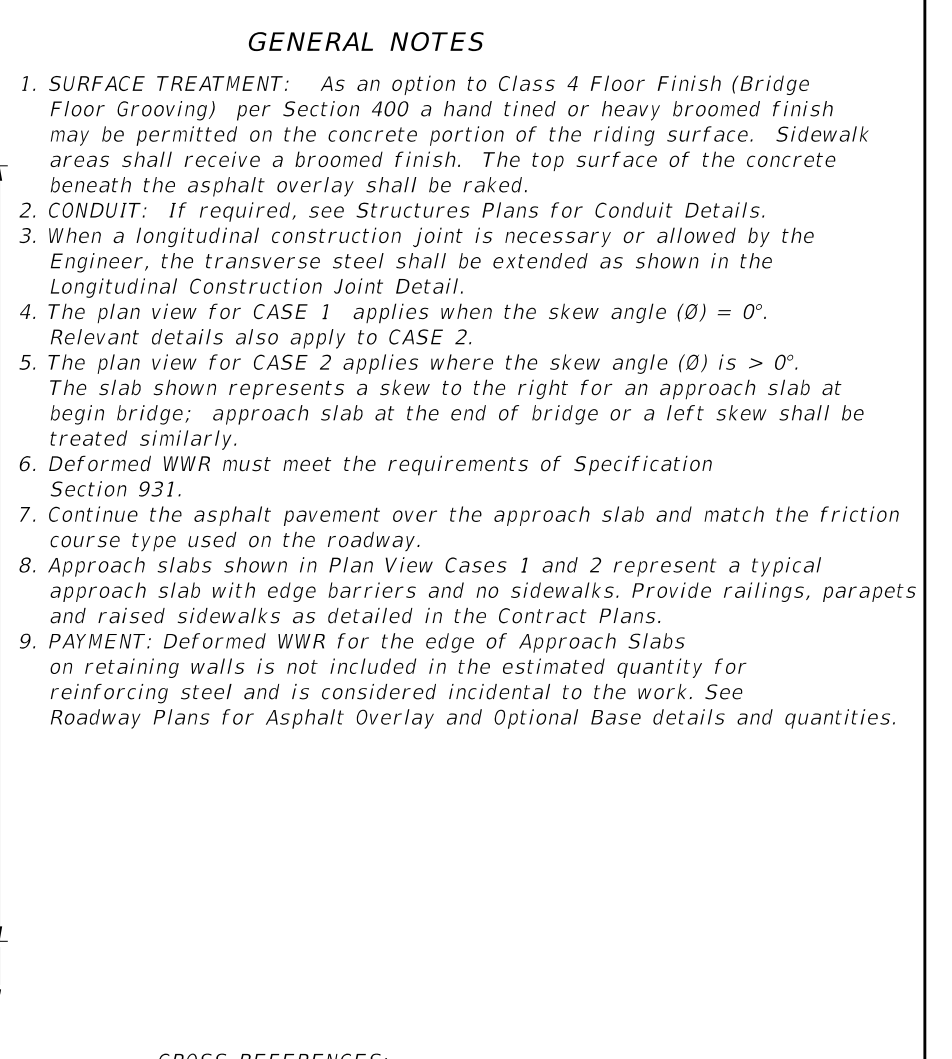 GENERAL NOTES
1. SURFACE TREATMENT: As an option to Class 4 Floor Finish (Bridge
Floor Grooving) per Section 400 a hand tined or heavy broomed finish
may be permitted on the concrete portion of the riding surface. Sidewalk
areas shall receive a broomed finish. The top surface of the concrete
beneath the asphalt overlay shall be raked.
2. CONDUIT: If required, see Structures Plans for Conduit Details.
3. When a longitudinal construction joint is necessary or allowed by the
Engineer, the transverse steel shall be extended as shown in the
Longitudinal Construction Joint Detail.
4. The plan view for CASE 1 applies when the skew angle (Ø) = 0°.
Relevant details also apply to CASE 2.
5. The plan view for CASE 2 applies where the skew angle (Ø) is > 0°.
The slab shown represents a skew to the right for an approach slab at
begin bridge; approach slab at the end of bridge or a left skew shall be
treated similarly.
6. Deformed WWR must meet the requirements of Specification
Section 931.
7. Continue the asphalt pavement over the approach slab and match the friction
course type used on the roadway.
8. Approach slabs shown in Plan View Cases 1 and 2 represent a typical
approach slab with edge barriers and no sidewalks. Provide railings, parapets
and raised sidewalks as detailed in the Contract Plans.
9. PAYMENT: Deformed WWR for the edge of Approach Slabs
on retaining walls is not included in the estimated quantity for
reinforcing steel and is considered incidental to the work. See
Roadway Plans for Asphalt Overlay and Optional Base details and quantities.
CROSS REFERENCES: